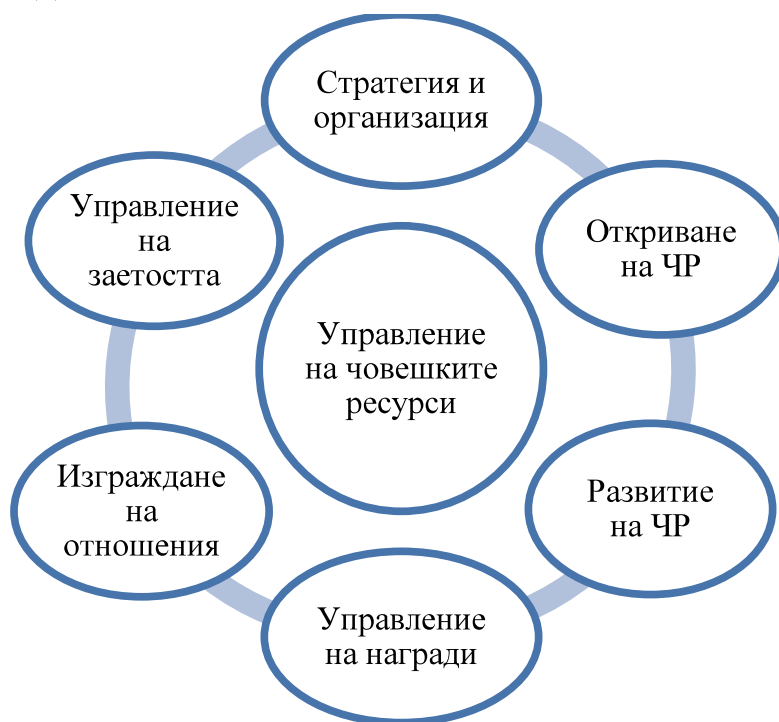 Стратегия и
организация
Откриване
на ЧР
Развитие
на ЧР
Управление
на награди
Изграждане
на
отношения
Управление
на
заетостта
Управление
на човешките
ресурси